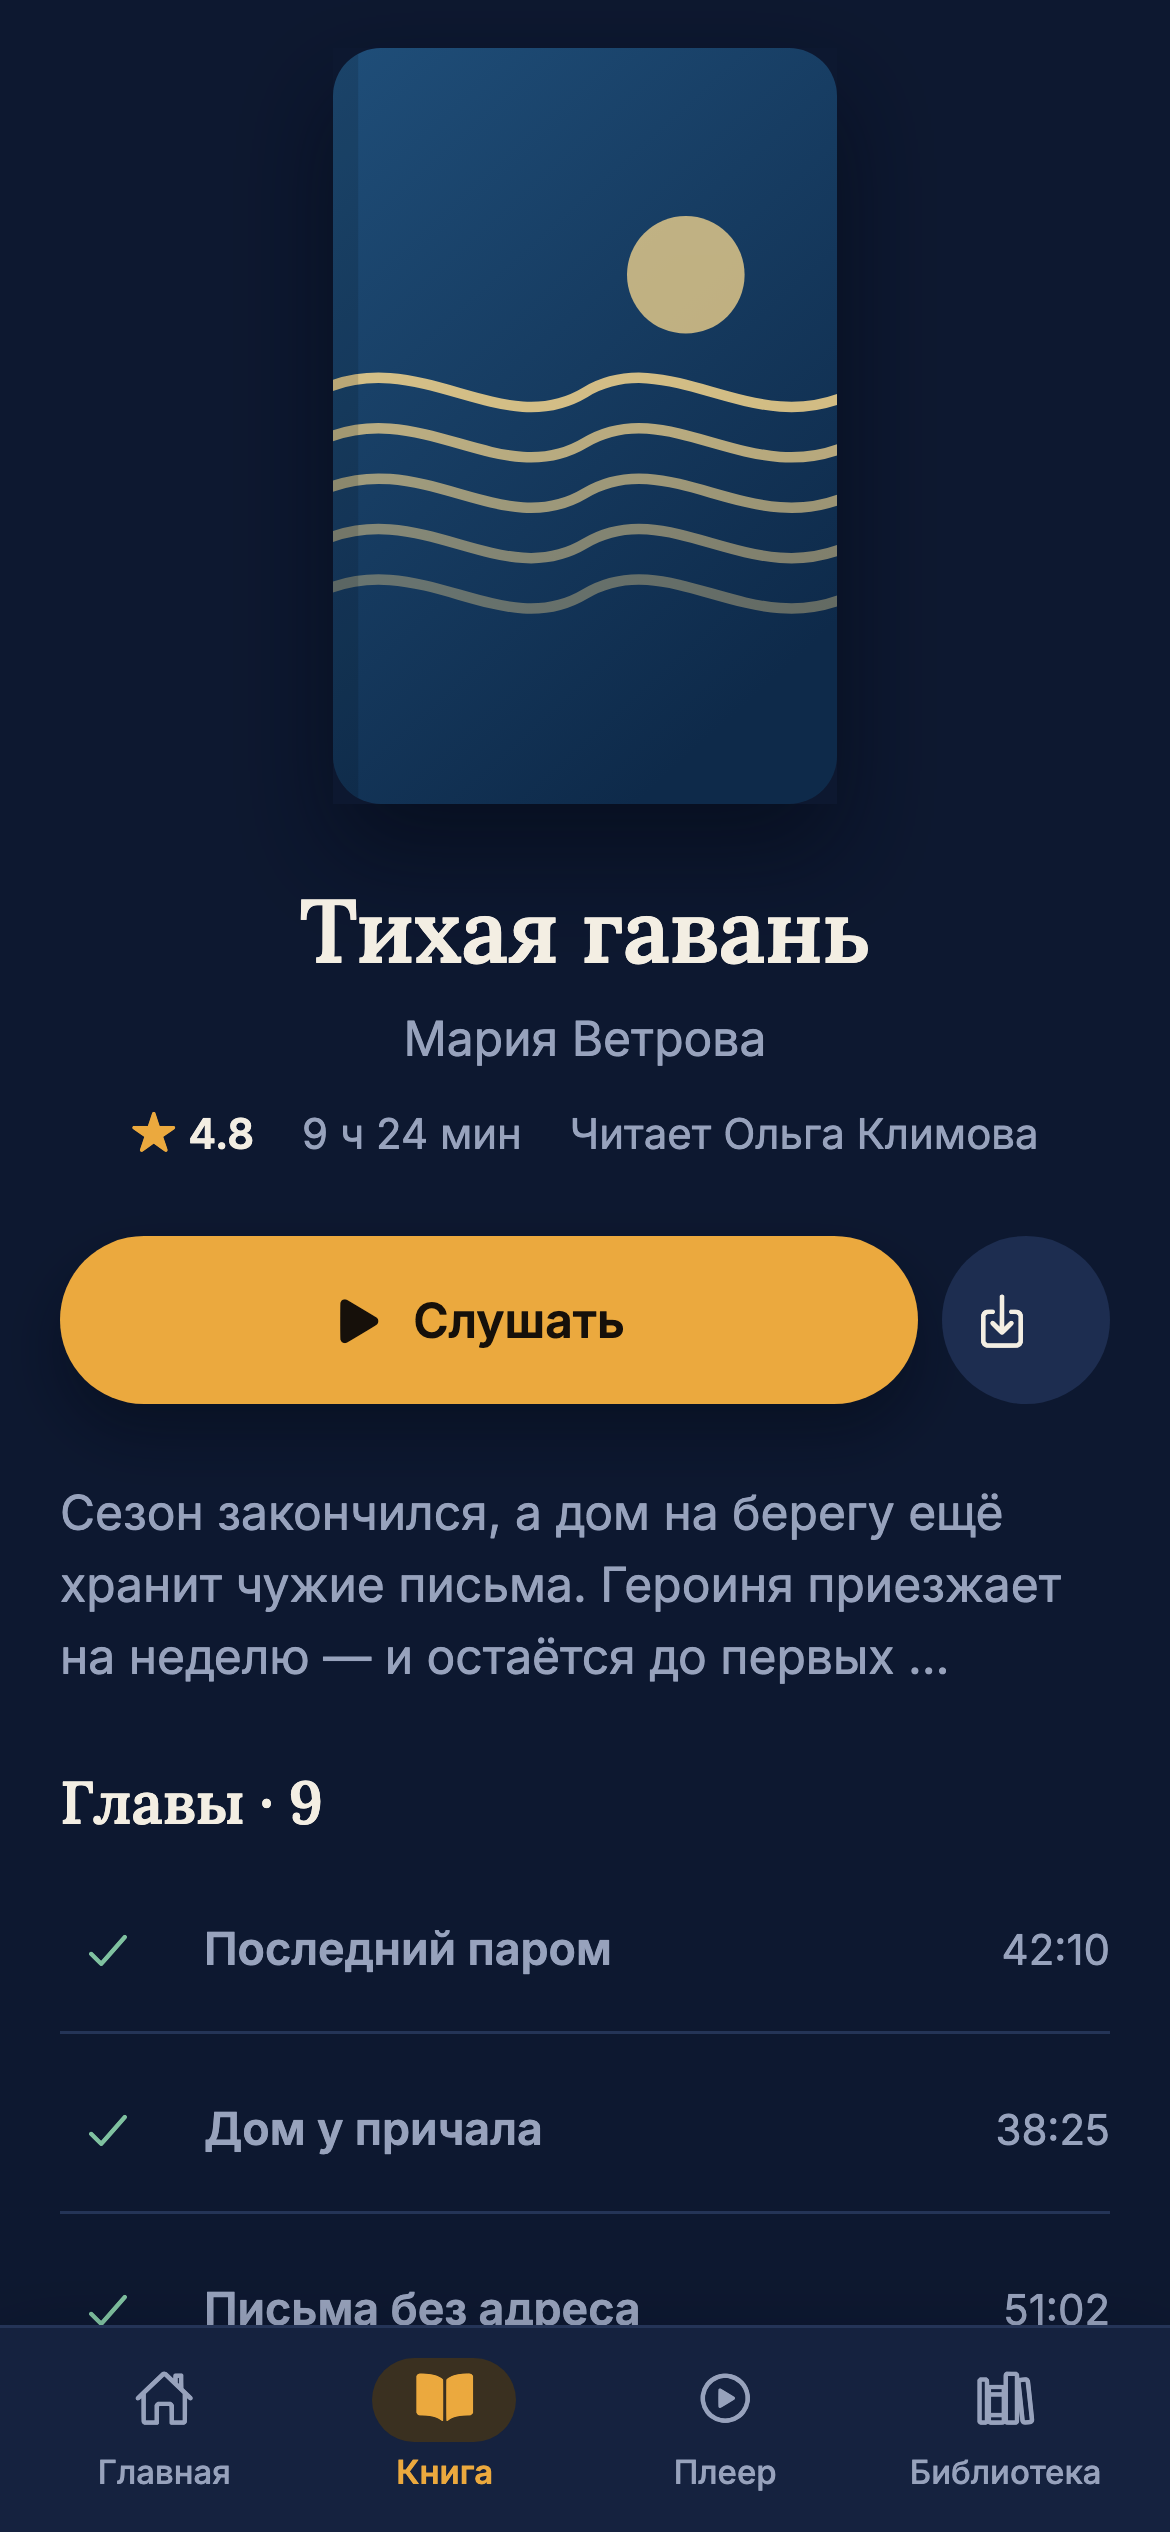 Тихая гавань
Мария Ветрова
4.8 9 ч 24 мин Читает Ольга Климова
Слушать
Сезон закончился, а дом на берегу ещё
хранит чужие письма. Героиня приезжает
на неделю — и остаётся до первых ...
Главы · 9
Последний паром 42:10
Дом у причала 38:25
Письма без адреса 51:02
Главная Книга Плеер Библиотека